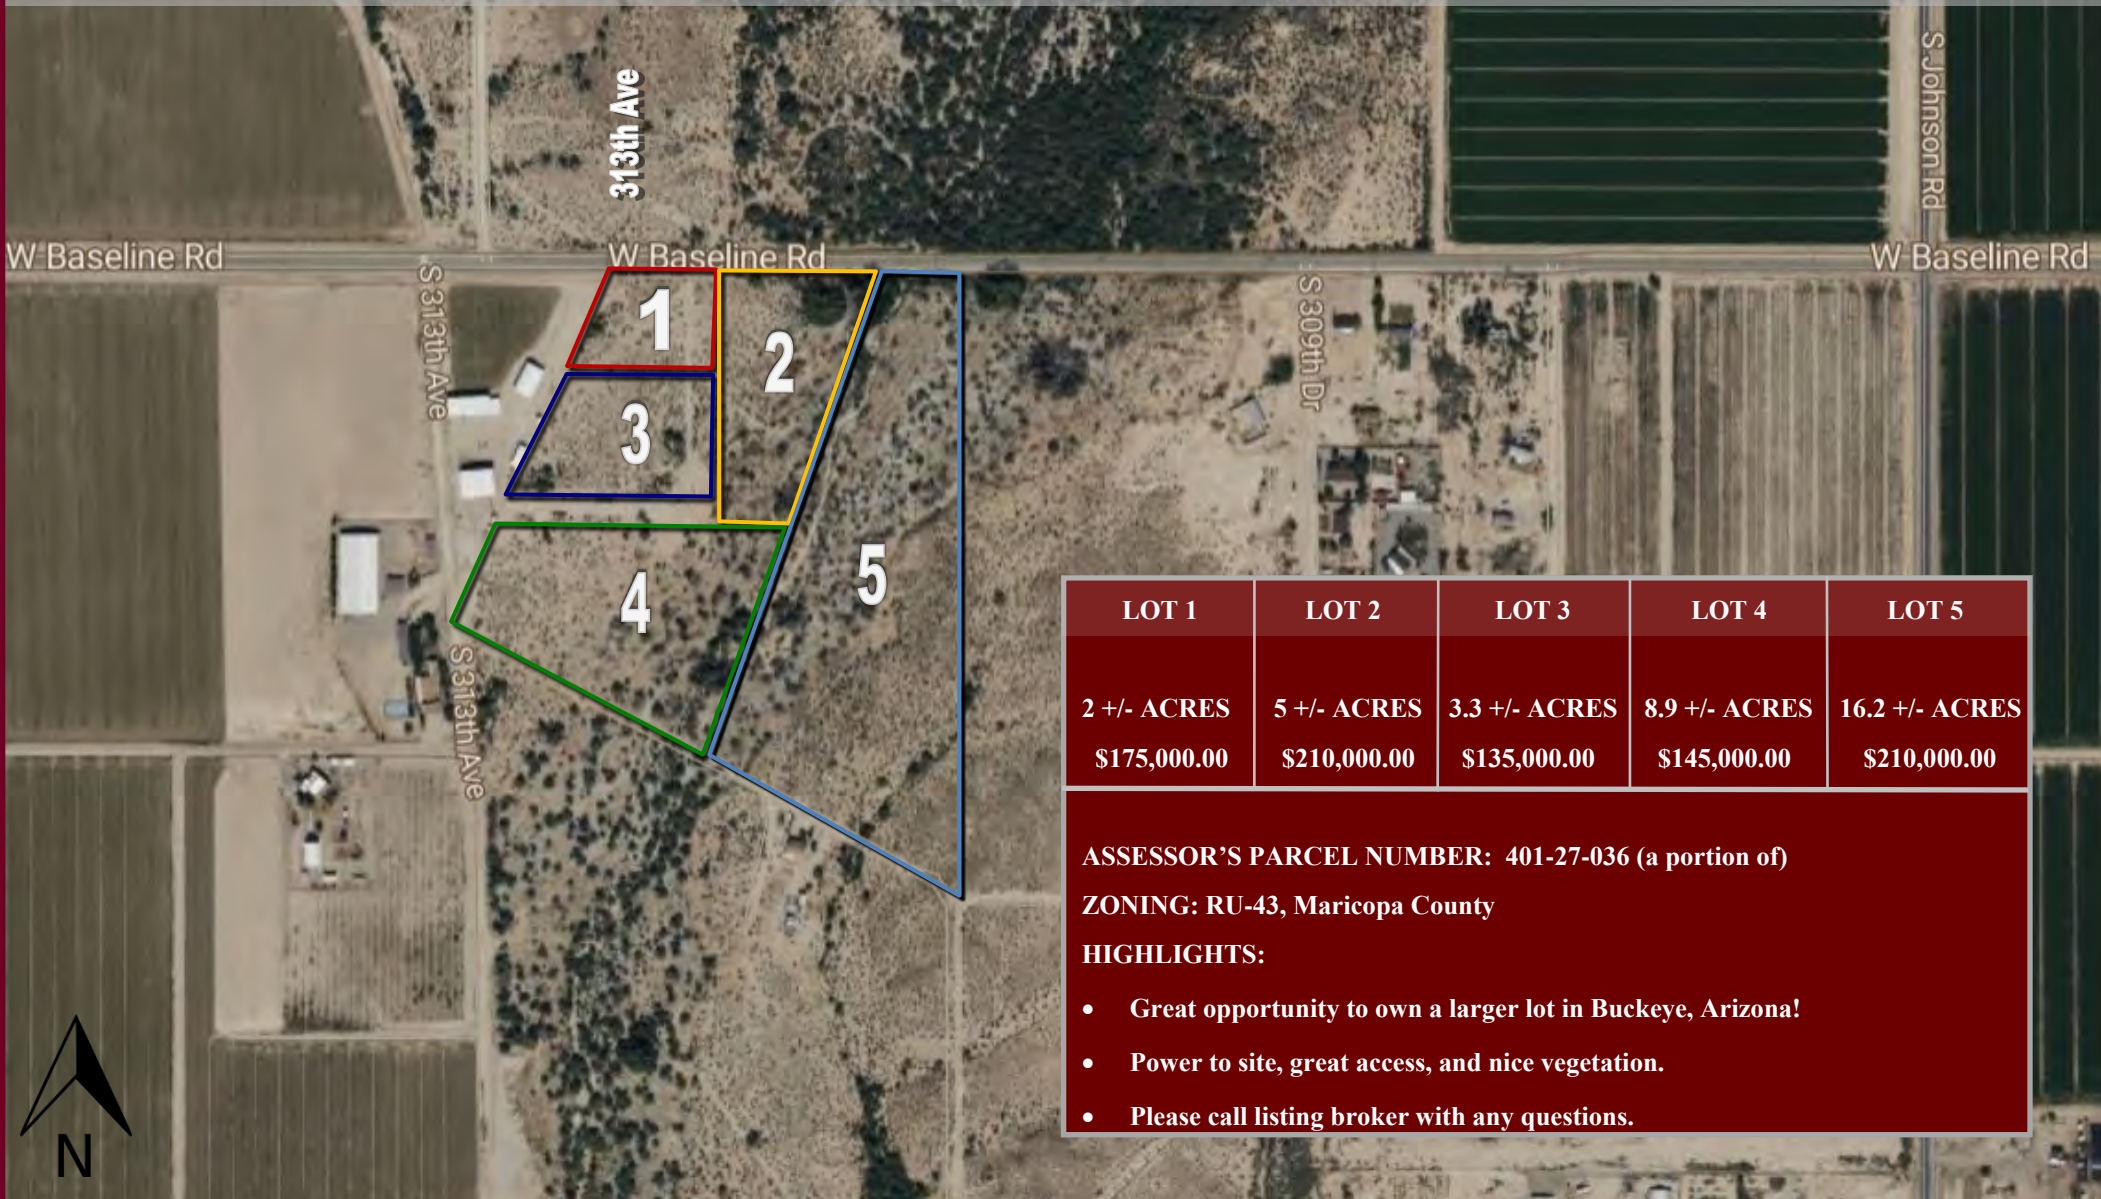 313th Ave
S Johnson Rd
W Baseline Rd
W Baseline Rd
W Baseline Rd
S 313th Ave
S 309th Dr
1
2
3
4
5
S 313th Ave
LOT 1
LOT 2
LOT 3
LOT 4
LOT 5
2 +/- ACRES
5 +/- ACRES
3.3 +/- ACRES
8.9 +/- ACRES
16.2 +/- ACRES
$175,000.00
$210,000.00
$135,000.00
$145,000.00
$210,000.00
ASSESSOR’S PARCEL NUMBER: 401-27-036 (a portion of)
ZONING: RU-43, Maricopa County
HIGHLIGHTS:
• Great opportunity to own a larger lot in Buckeye, Arizona!
• Power to site, great access, and nice vegetation.
• Please call listing broker with any questions.
N